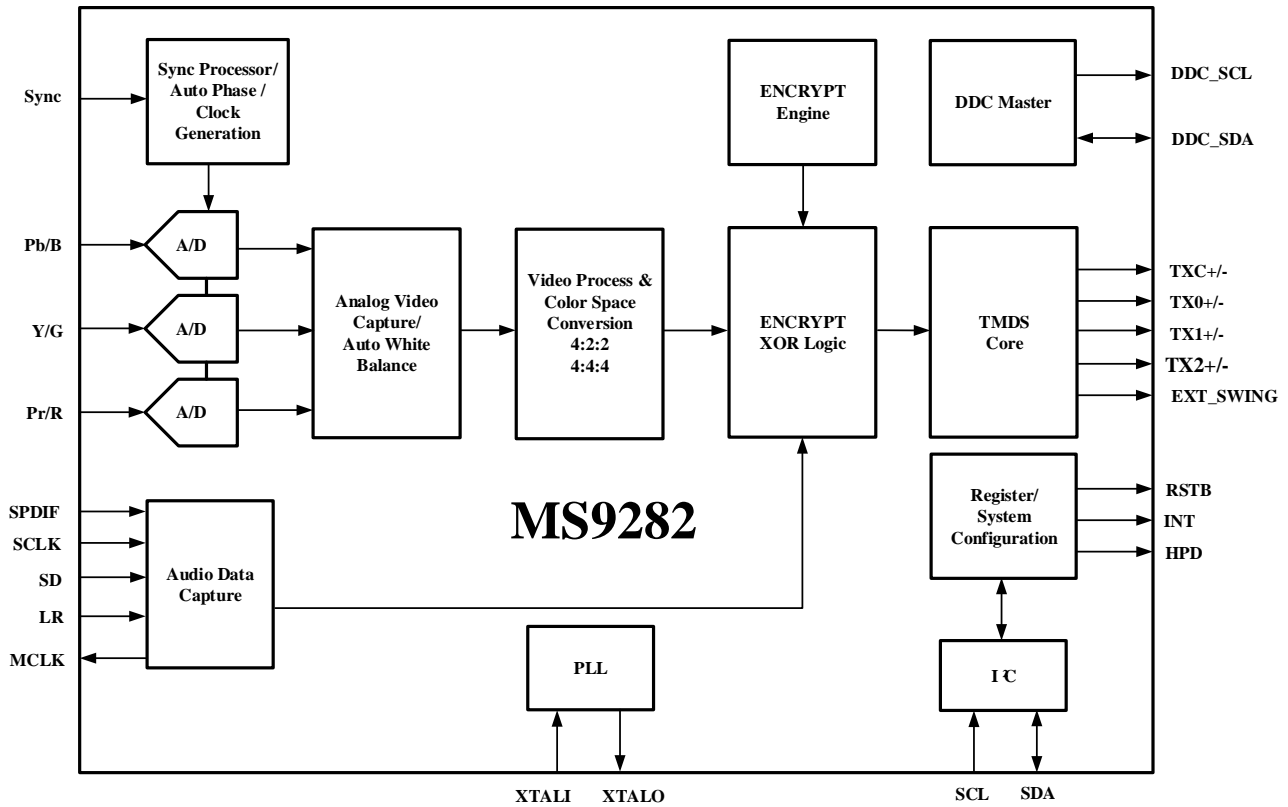 Sync
Sync Processor/
Auto Phase /
Clock
Generation
ENCRYPT
Engine
DDC Master
DDC_SCL
DDC_SDA
Pb/B
A/D
Y/G
A/D
Pr/R
A/D
Analog Video
Capture/
Auto White
Balance
Video Process &
Color Space
Conversion
4:2:2
4:4:4
ENCRYPT
XOR Logic
TMDS
Core
TXC+/-
TX0+/-
TX1+/-
TX2+/-
EXT_SWING
SPDIF
SCLK
SD
LR
MCLK
Audio Data
Capture
MS9282
Register/
System
Configuration
RSTB
INT
HPD
PLL
I²C
XTALI
XTALO
SCL
SDA